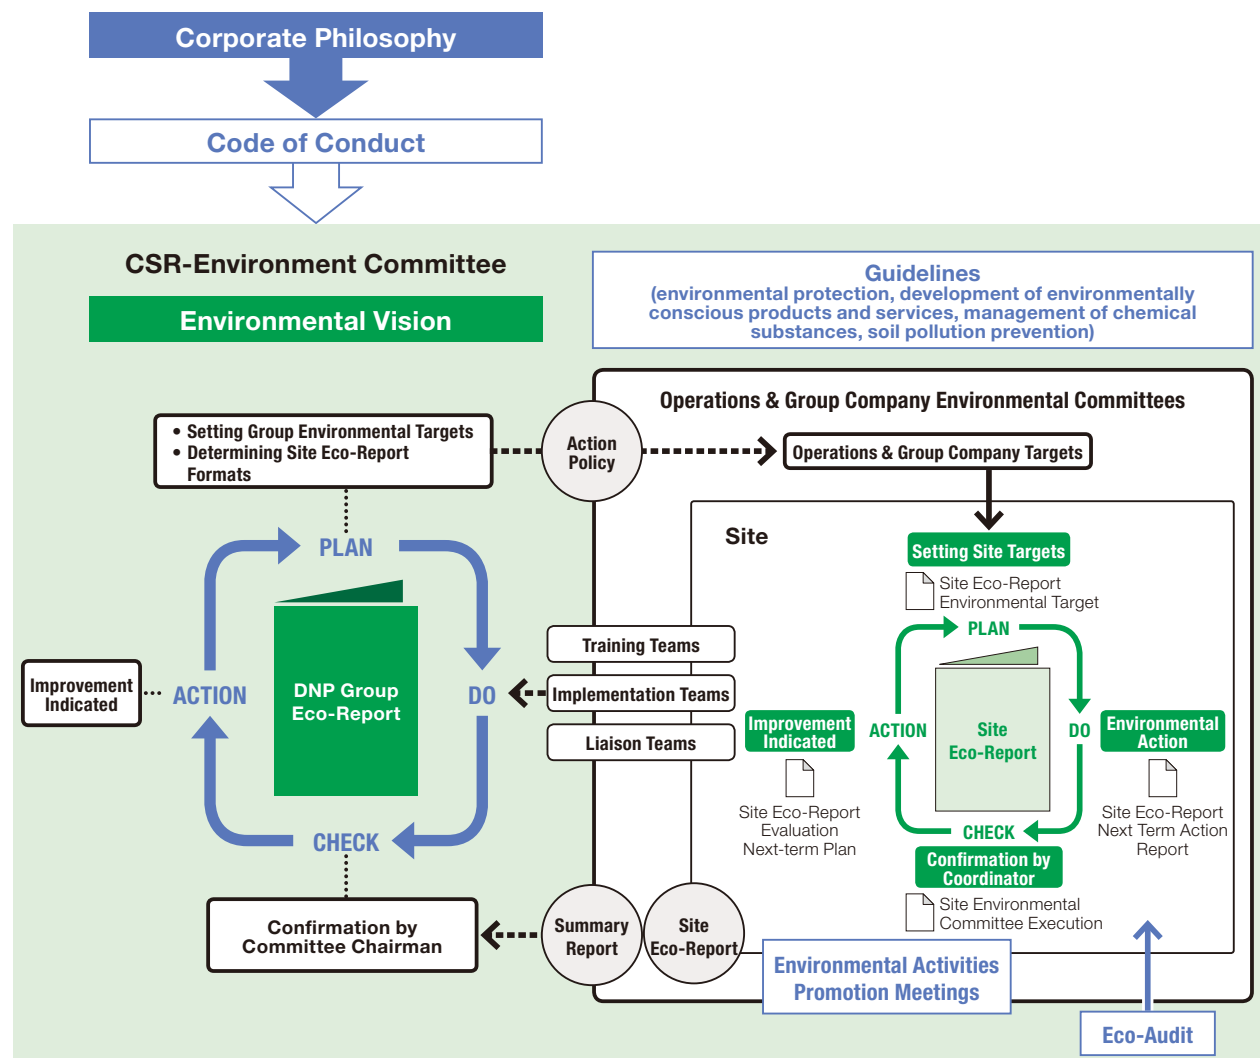 Corporate Philosophy
Code of Conduct
CSR-Environment Committee
Environmental Vision
Guidelines
(environmental protection, development of environmentally
conscious products and services, management of chemical
substances, soil pollution prevention)
Operations & Group Company Environmental Committees
• Setting Group Environmental Targets
• Determining Site Eco-Report
Formats
Action
Policy
Operations & Group Company Targets
PLAN
DO
CHECK
ACTION
DNP Group
Eco-Report
Improvement
Indicated
Training Teams
Implementation Teams
Liaison Teams
Confirmation by
Committee Chairman
Summary
Report
Site
Eco-Report
Site
Setting Site Targets
Site Eco-Report
Environmental Target
PLAN
DO
CHECK
ACTION
Site
Eco-Report
Improvement
Indicated
Site Eco-Report
Evaluation
Next-term Plan
Environmental
Action
Site Eco-Report
Next Term Action
Report
Confirmation by
Coordinator
Site Environmental
Committee Execution
Environmental Activities
Promotion Meetings
Eco-Audit